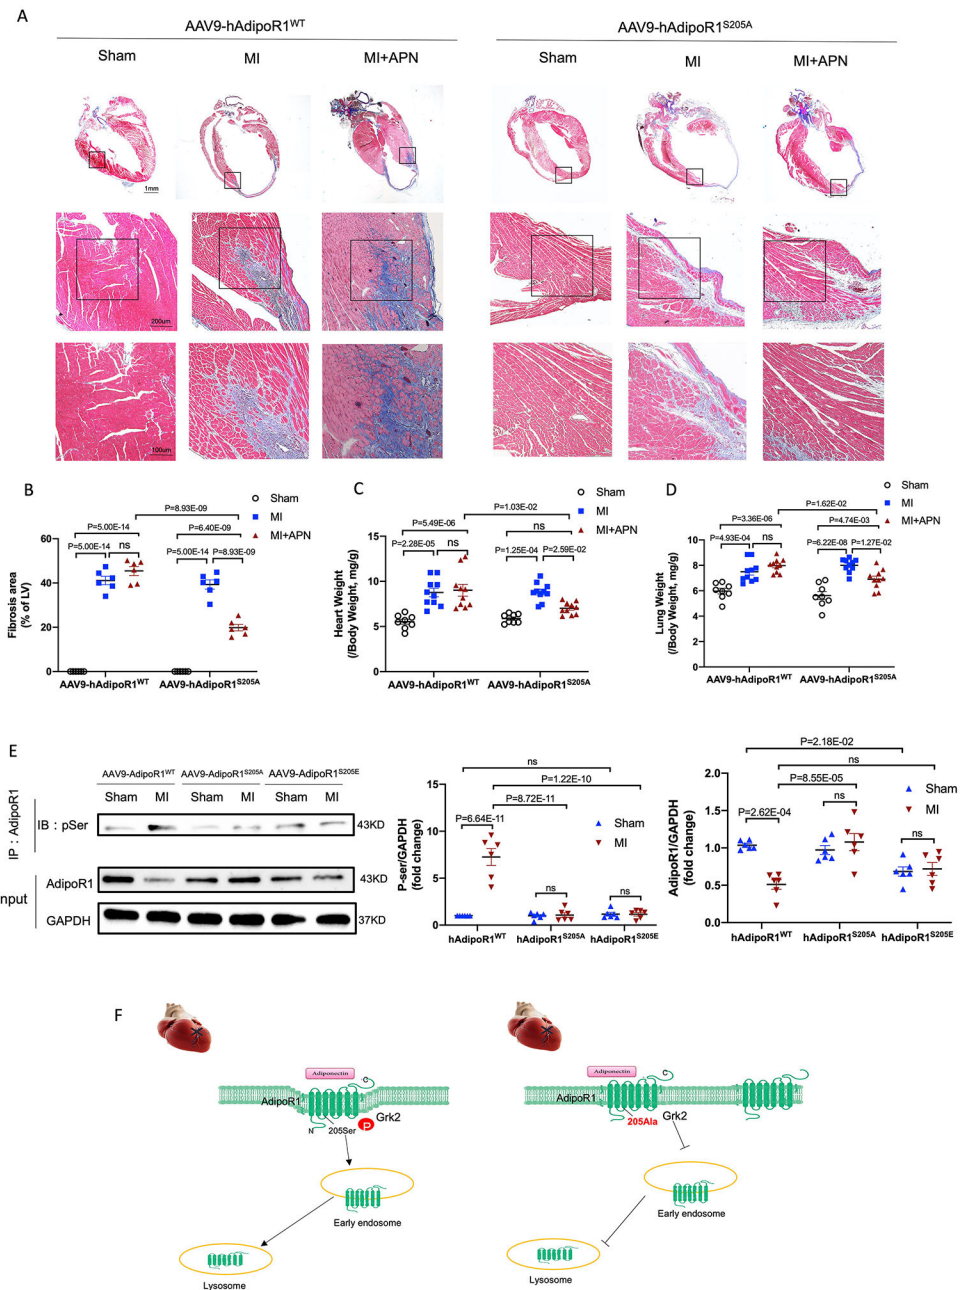 A
AAV9-hAdipoR1WT
AAV9-hAdipoR1S205A
Sham MI MI+APN
Sham MI MI+APN
1mm
200um
100um
B
Sham
MI
MI+APN
P=8.93E-09
P=5.00E-14
P=6.40E-09
P=5.00E-14 ns
P=5.00E-14 P=8.93E-09
Fibrosis area
(% of LV)
60
40
20
0
AAV9-hAdipoR1WT AAV9-hAdipoR1S205A
C
Sham
MI
MI+APN
P=1.03E-02
P=5.49E-06
ns
P=2.28E-05 ns
P=1.25E-04 P=2.59E-02
Heart Weight
(/Body Weight, mg/g)
15
10
5
0
AAV9-hAdipoR1WT AAV9-hAdipoR1S205A
D
Sham
MI
MI+APN
P=1.62E-02
P=3.36E-06
P=4.74E-03
P=4.93E-04 ns
P=6.22E-08 P=1.27E-02
Lung Weight
(/Body Weight, mg/g)
10
8
6
4
2
0
AAV9-hAdipoR1WT AAV9-hAdipoR1S205A
E
AAV9-AdipoR1WT AAV9-AdipoR1S205A AAV9-AdipoR1S205E
Sham MI Sham MI Sham MI
IP : AdipoR1
IB : pSer
43KD
nput
AdipoR1
43KD
GAPDH
37KD
ns
P=1.22E-10
P=8.72E-11
P=6.64E-11
ns
ns
Sham
MI
P-ser/GAPDH
(fold change)
15
10
5
0
hAdipoR1WT hAdipoR1S205A hAdipoR1S205E
P=2.18E-02
ns
P=8.55E-05
P=2.62E-04
ns
ns
Sham
MI
AdipoR1/GAPDH
(fold change)
2.0
1.5
1.0
0.5
0.0
hAdipoR1WT hAdipoR1S205A hAdipoR1S205E
F
Adiponectin
C
AdipoR1
Grk2
N
205Ser
P
Early endosome
Lysosome
Adiponectin
C
AdipoR1
Grk2
205Ala
Early endosome
Lysosome